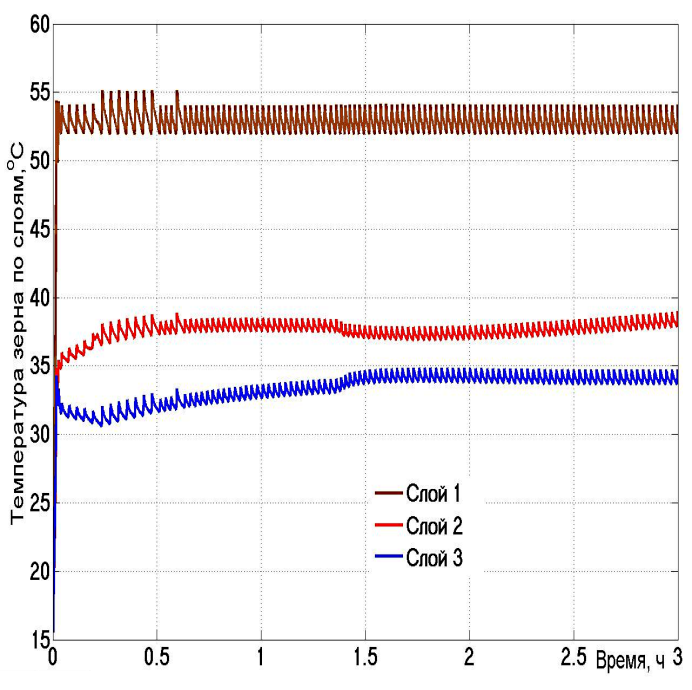 60
55
50
45
40
35
30
25
20
15
Температура зерна по слоям,°С
Слой 1
Слой 2
Слой 3
0 0.5 1 1.5 2 2.5 Время, ч 3